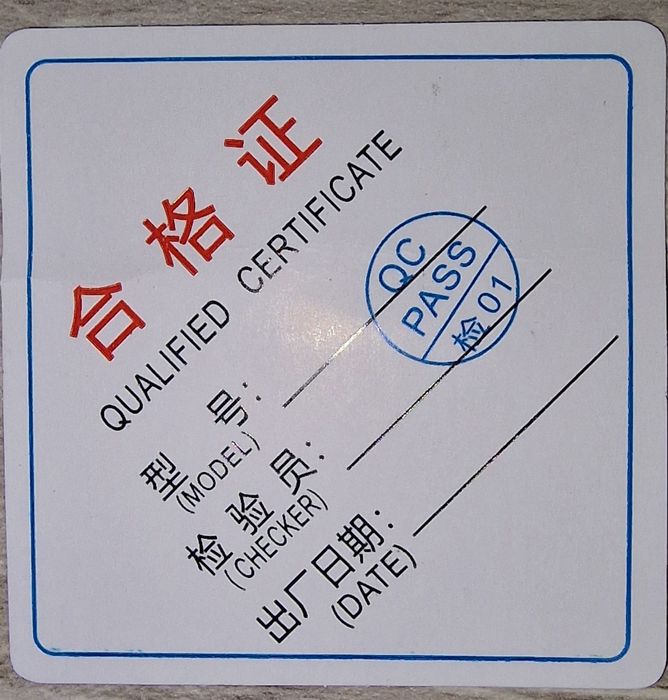 合格证
QUALIFIED CERTIFICATE
型号:
(MODEL)
检验员:
(CHECKER)
出厂日期:
(DATE)
QC
PASS
检01